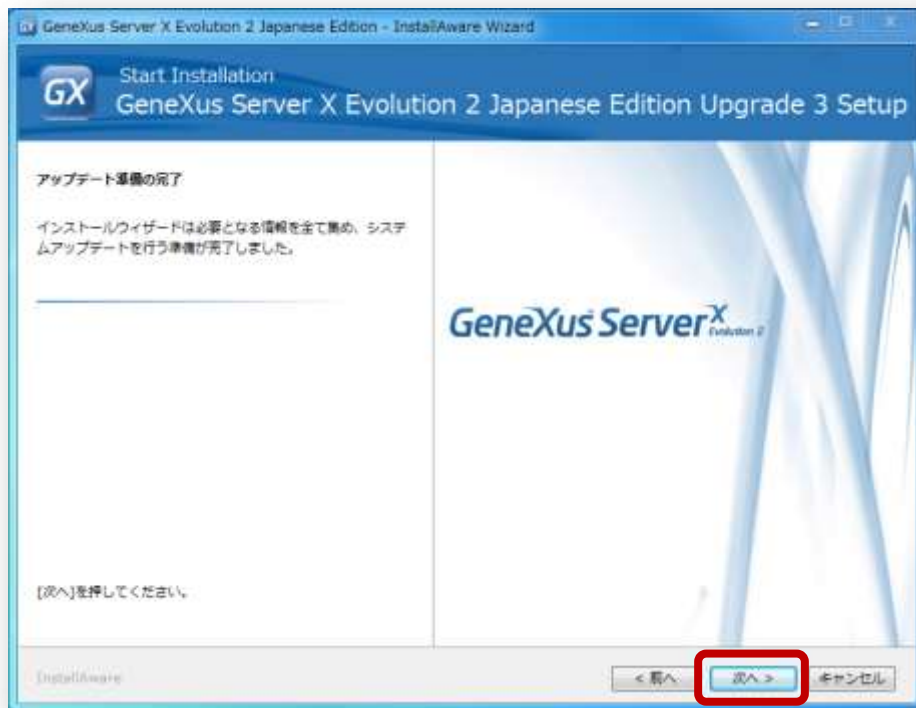 GeneXus Server X Evolution 2 Japanese Edition - InstallAware Wizard
GX
Start Installation
GeneXus Server X Evolution 2 Japanese Edition Upgrade 3 Setup
アップデート準備の完了
インストールウィザードは必要となる情報を全て集め、システ
ムアップデートを行う準備が完了しました。
GeneXus Server X
Evolution 2
[次へ]を押してください。
InstallAware
< 前へ
次へ >
キャンセル